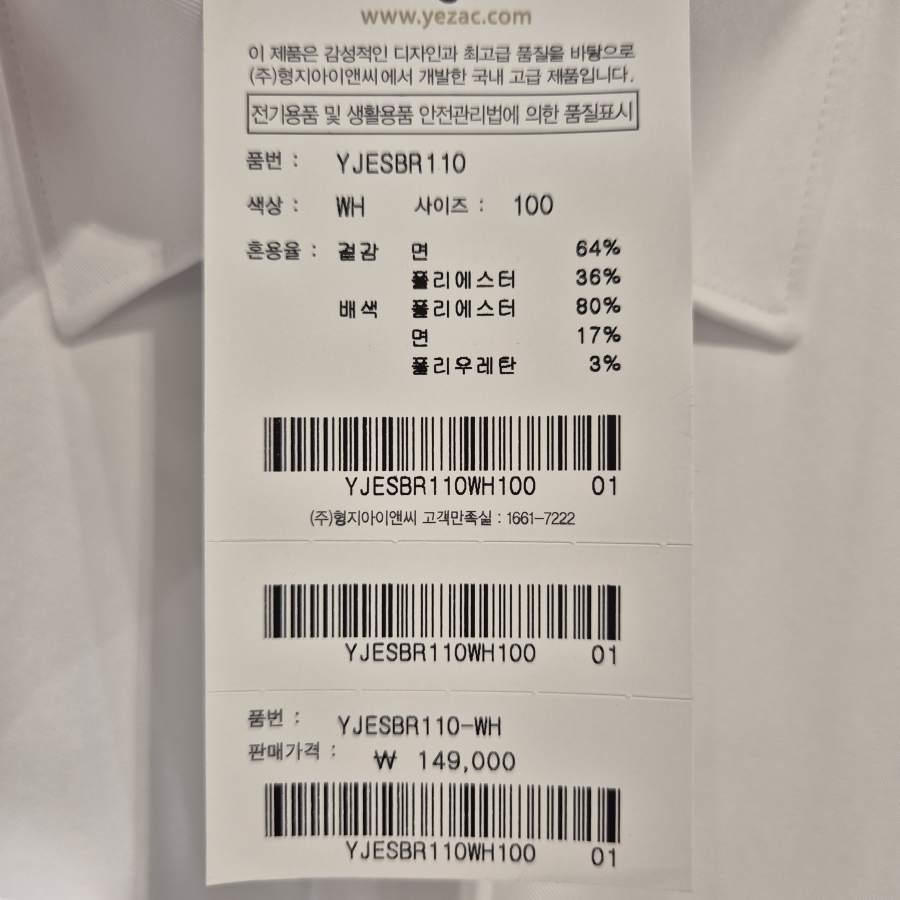 www.yezac.com
이 제품은 감성적인 디자인과 최고급 품질을 바탕으로
(주)형지아이앤씨에서 개발한 국내 고급 제품입니다.
전기용품 및 생활용품 안전관리법에 의한 품질표시
품번 : YJESBR110
색상 : WH 사이즈 : 100
혼용율 : 겉감 면 64%
폴리에스터 36%
배색 폴리에스터 80%
면 17%
폴리우레탄 3%
YJESBR110WH100 01
(주)형지아이앤씨 고객만족실 : 1661-7222
YJESBR110WH100 01
품번 : YJESBR110-WH
판매가격 : ₩ 149,000
YJESBR110WH100 01